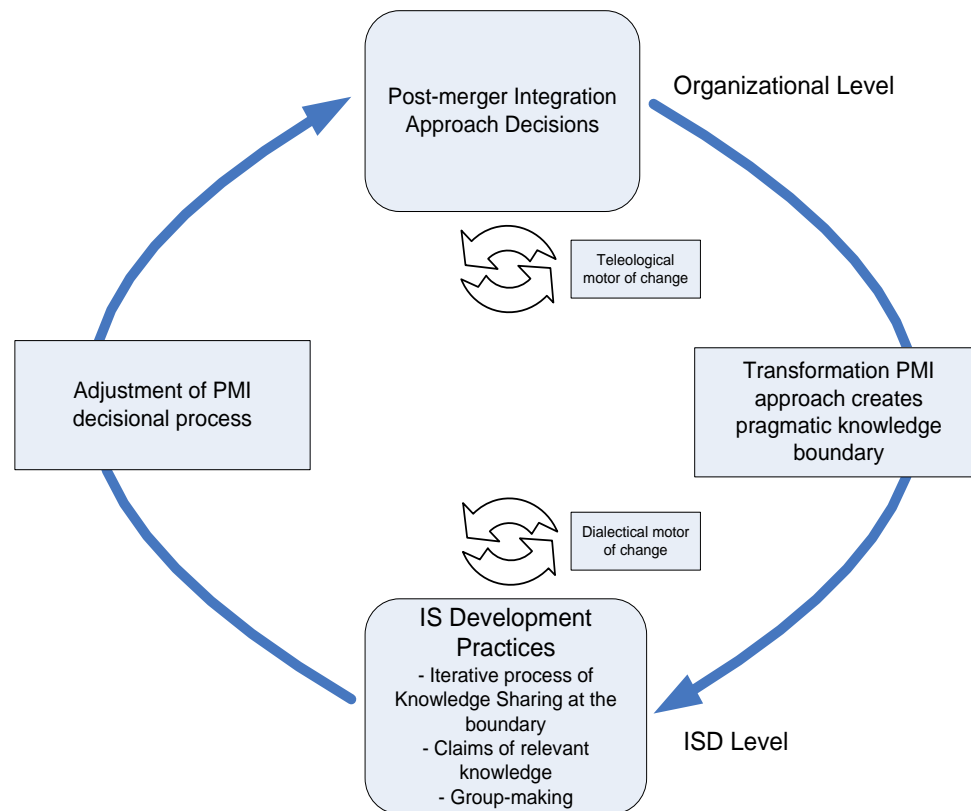 Post-merger Integration
Approach Decisions
Organizational Level
Teleological
motor of change
Adjustment of PMI
decisional process
Transformation PMI
approach creates
pragmatic knowledge
boundary
Dialectical motor
of change
IS Development
Practices
- Iterative process of
Knowledge Sharing at the
boundary
- Claims of relevant
knowledge
- Group-making
ISD Level